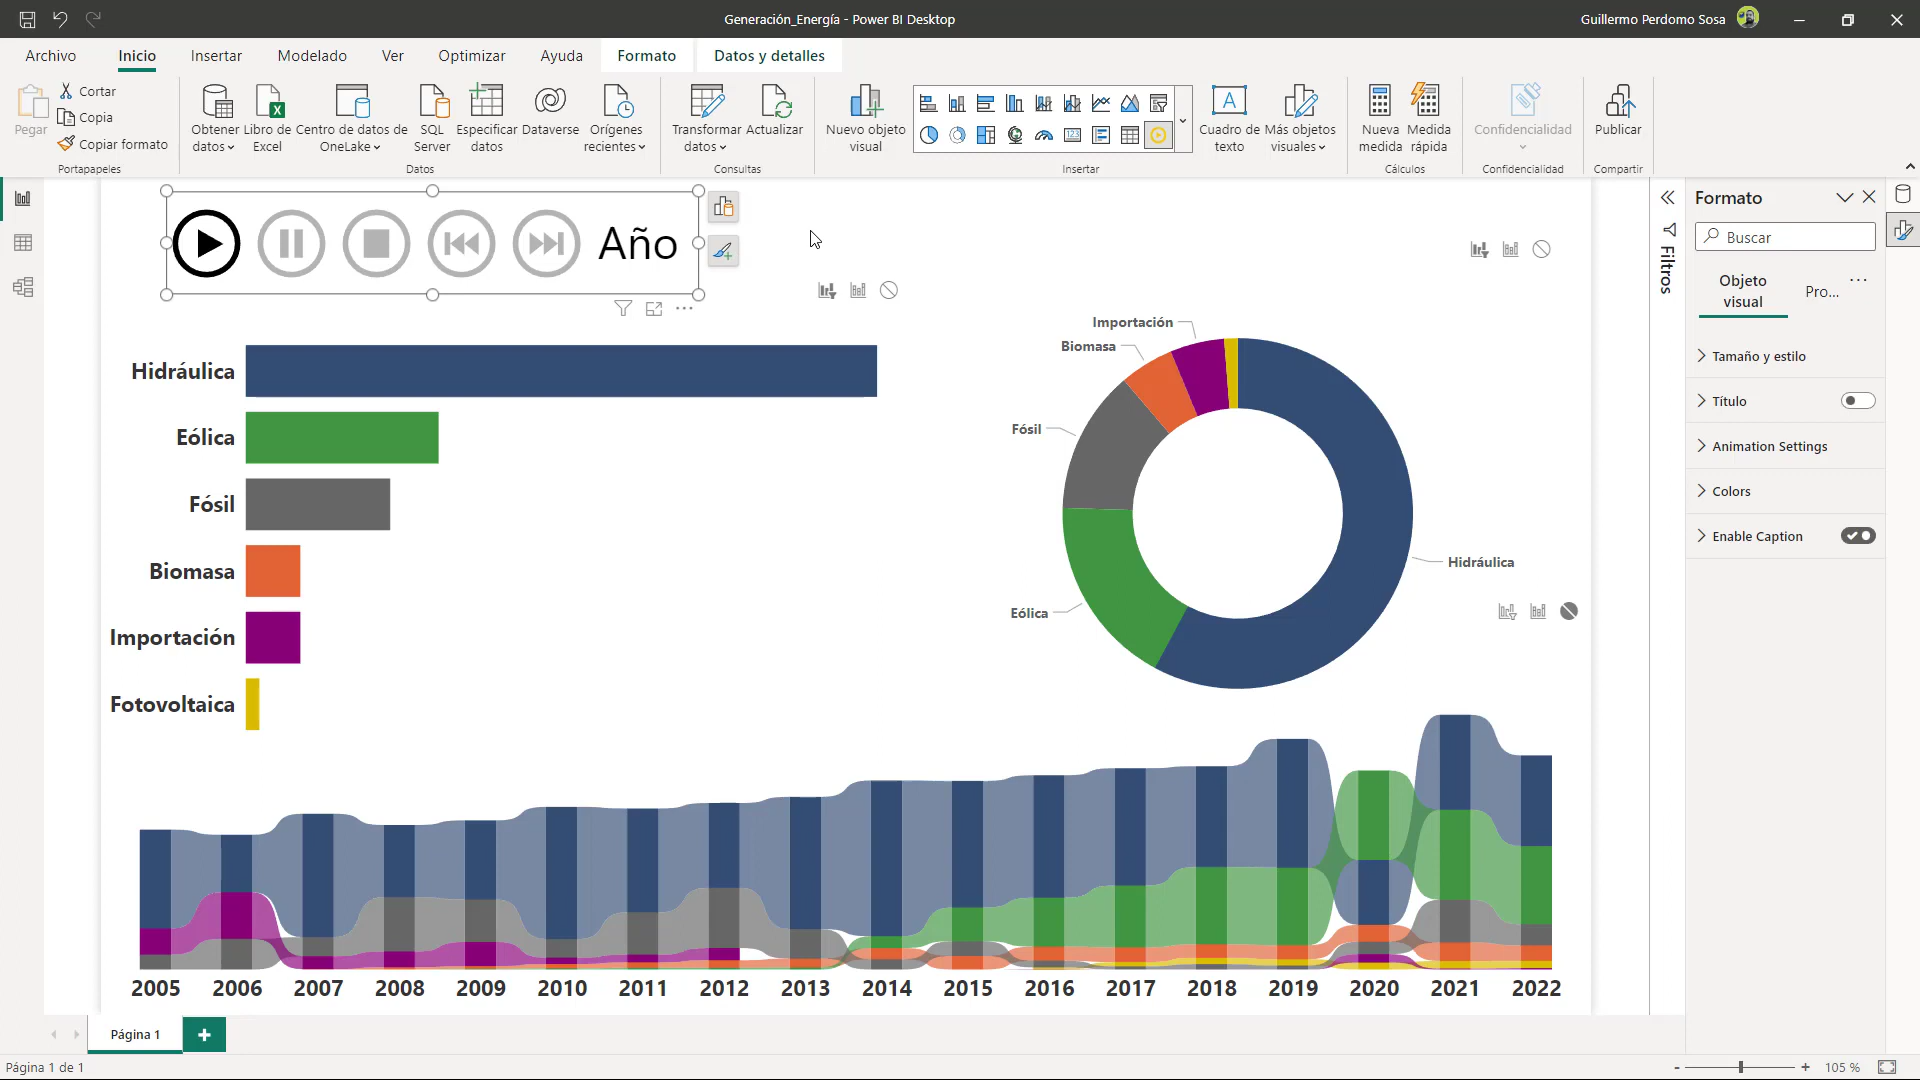 Generación_Energía - Power BI Desktop
Guillermo Perdomo Sosa
Archivo
Inicio
Insertar
Modelado
Ver
Optimizar
Ayuda
Formato
Datos y detalles
Pegar
Cortar
Copia
Copiar formato
Portapapeles
Obtener datos
Libro de Excel
Centro de datos de OneLake
SQL Server
Especificar datos
Dataverse
Orígenes recientes
Datos
Transformar datos
Actualizar
Consultas
Nuevo objeto visual
123
A
Cuadro de texto
Más objetos visuales
Insertar
Nueva medida
Medida rápida
Cálculos
Confidencialidad
Confidencialidad
Publicar
Compartir
Año
Hidráulica
Eólica
Fósil
Biomasa
Importación
Fotovoltaica
Importación
Biomasa
Fósil
Eólica
Hidráulica
2005 2006 2007 2008 2009 2010 2011 2012 2013 2014 2015 2016 2017 2018 2019 2020 2021 2022
Filtros
Formato
Buscar
Objeto visual
Pro...
Tamaño y estilo
Título
Animation Settings
Colors
Enable Caption
Página 1
Página 1 de 1
105 %